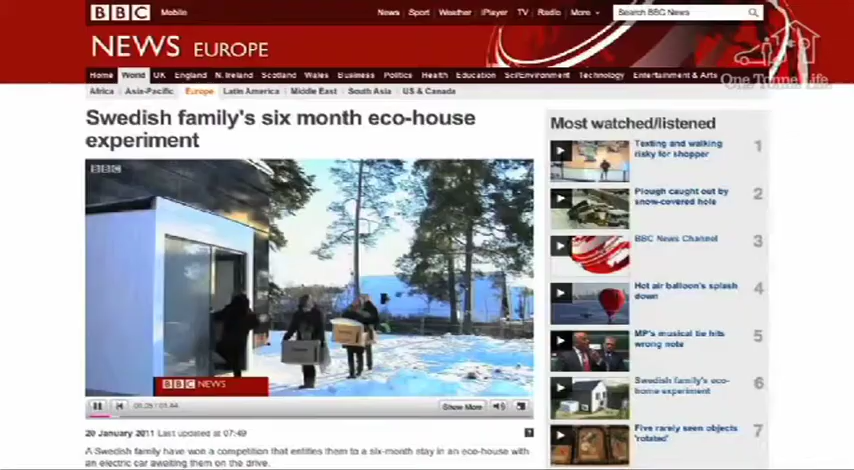 BBC Mobile News Sport Weather iPlayer TV Radio More Search BBC News
One Tonne Life
NEWS EUROPE
Home World UK England N. Ireland Scotland Wales Business Politics Health Education Sci/Environment Technology Entertainment & Arts
Africa Asia-Pacific Europe Latin America Middle East South Asia US & Canada
Swedish family's six month eco-house
experiment
BBC
BBC NEWS
Show More
20 January 2011 Last updated at 07:49
A Swedish family have won a competition that entitles them to a six-month stay in an eco-house with
an electric car awaiting them on the drive.
Most watched/listened
Texting and walking
risky for shopper
1
Plough caught out by
snow-covered hole
2
BBC News Channel
3
Hot air balloon's splash
down
4
MP's musical tie hits
wrong note
5
Swedish family's eco-
home experiment
6
Five rarely seen objects
'rotated'
7